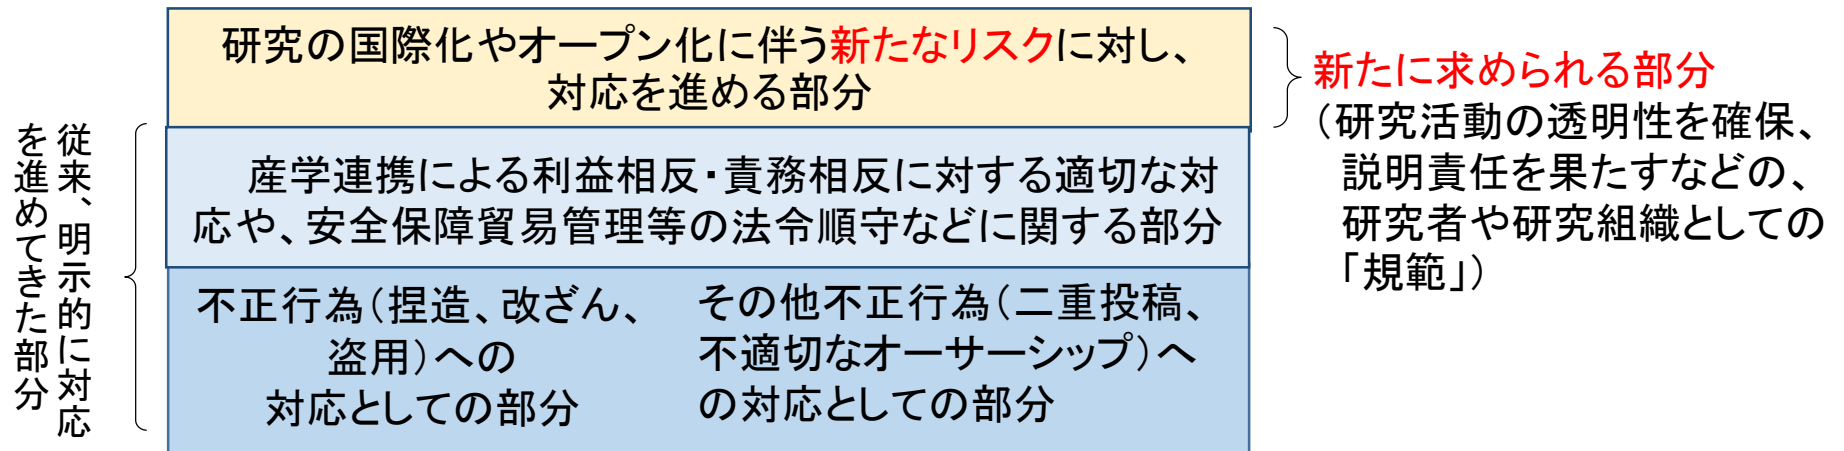 研究の国際化やオープン化に伴う新たなリスクに対し、
対応を進める部分
新たに求められる部分
（研究活動の透明性を確保、
説明責任を果たすなどの、
研究者や研究組織としての
「規範」）
従来、明示的に対応
を進めてきた部分
産学連携による利益相反・責務相反に対する適切な対
応や、安全保障貿易管理等の法令順守などに関する部分
不正行為（捏造、改ざん、
盗用）への
対応としての部分
その他不正行為（二重投稿、
不適切なオーサーシップ）へ
の対応としての部分